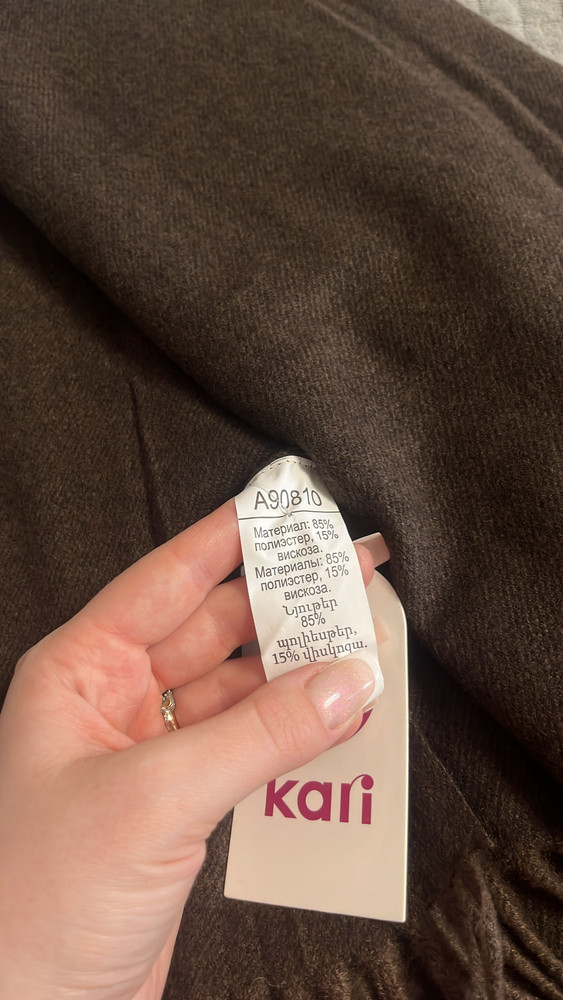 A90810
Материал: 85%
полиэстер, 15%
вискоза.
Материалы: 85%
полиэстер, 15%
вискоза.
Նյութեր
85%
պոլիեսթեր,
15% վիսկոզա.
kari